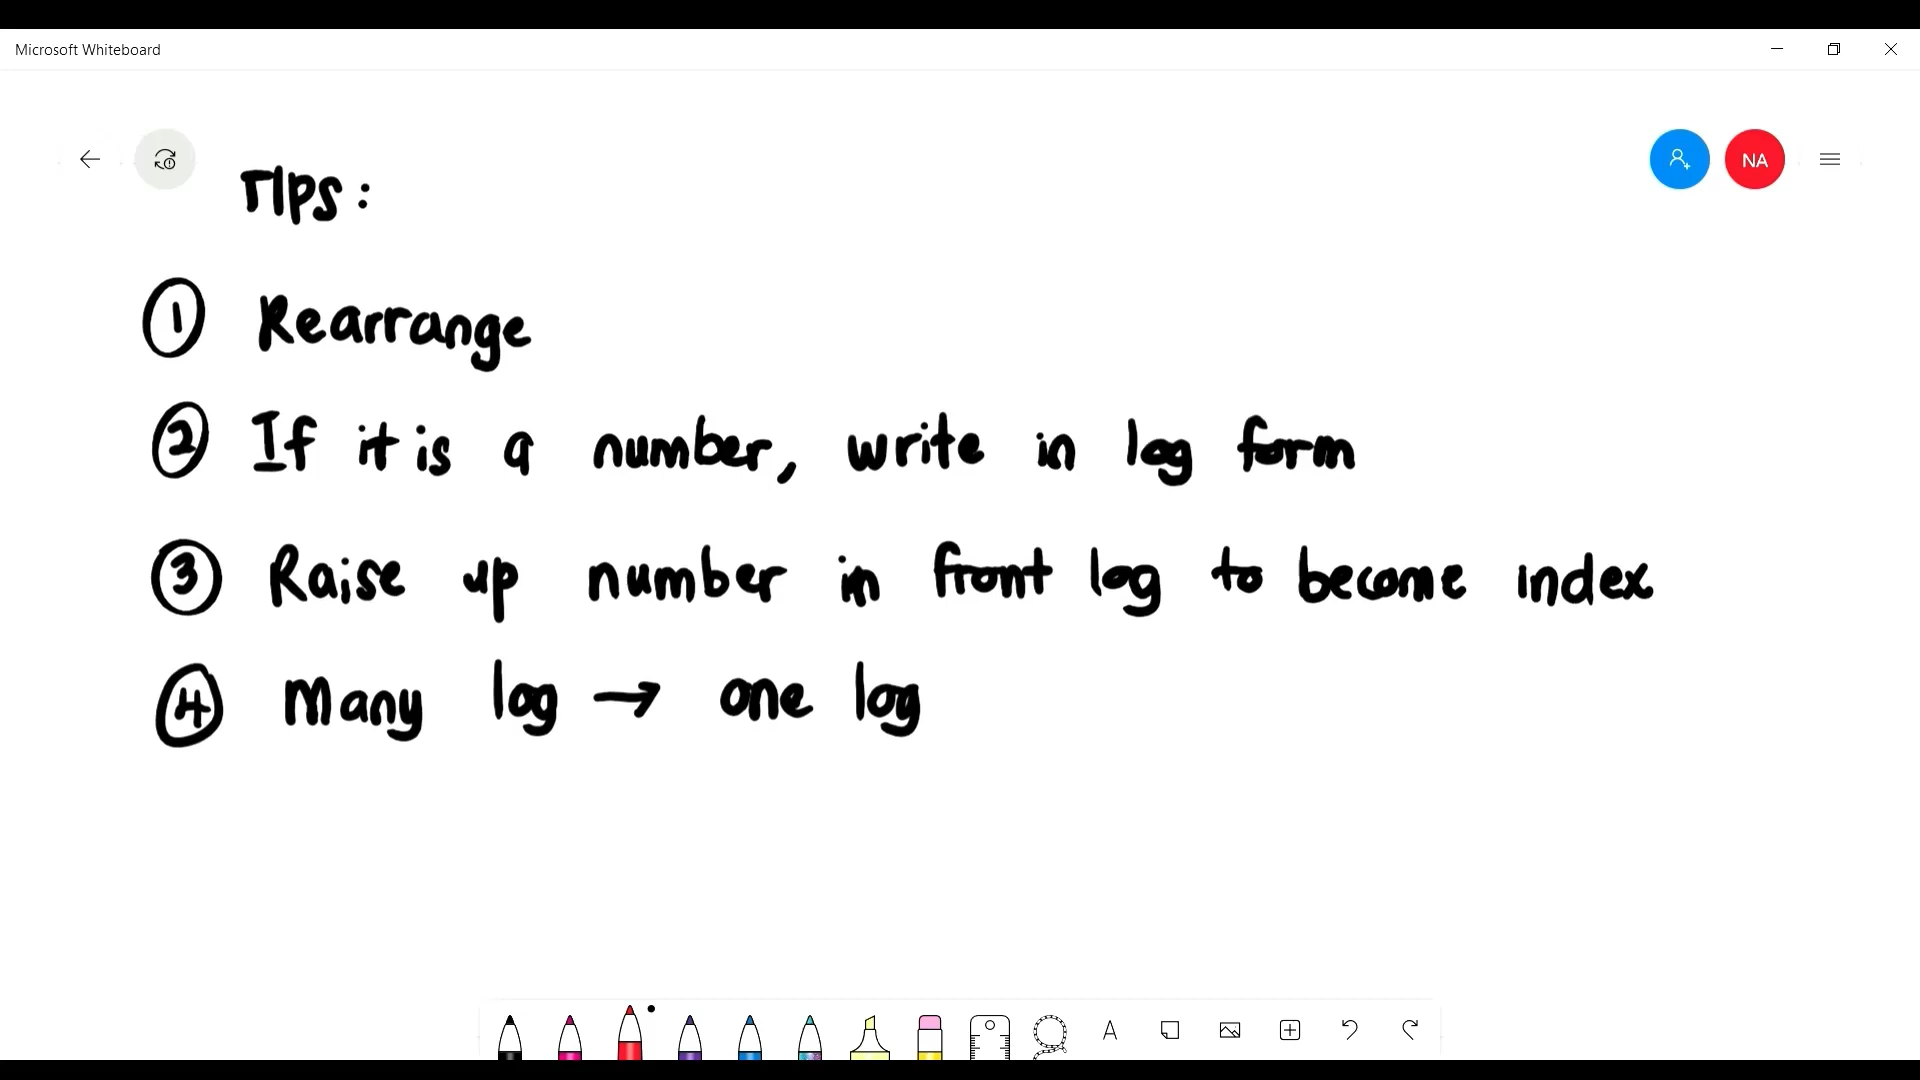 Microsoft Whiteboard
NA
TIps:
① Rearrange
② If it is a number, write in log form
③ Raise up number in front log to become index
④ Many log → one log
A